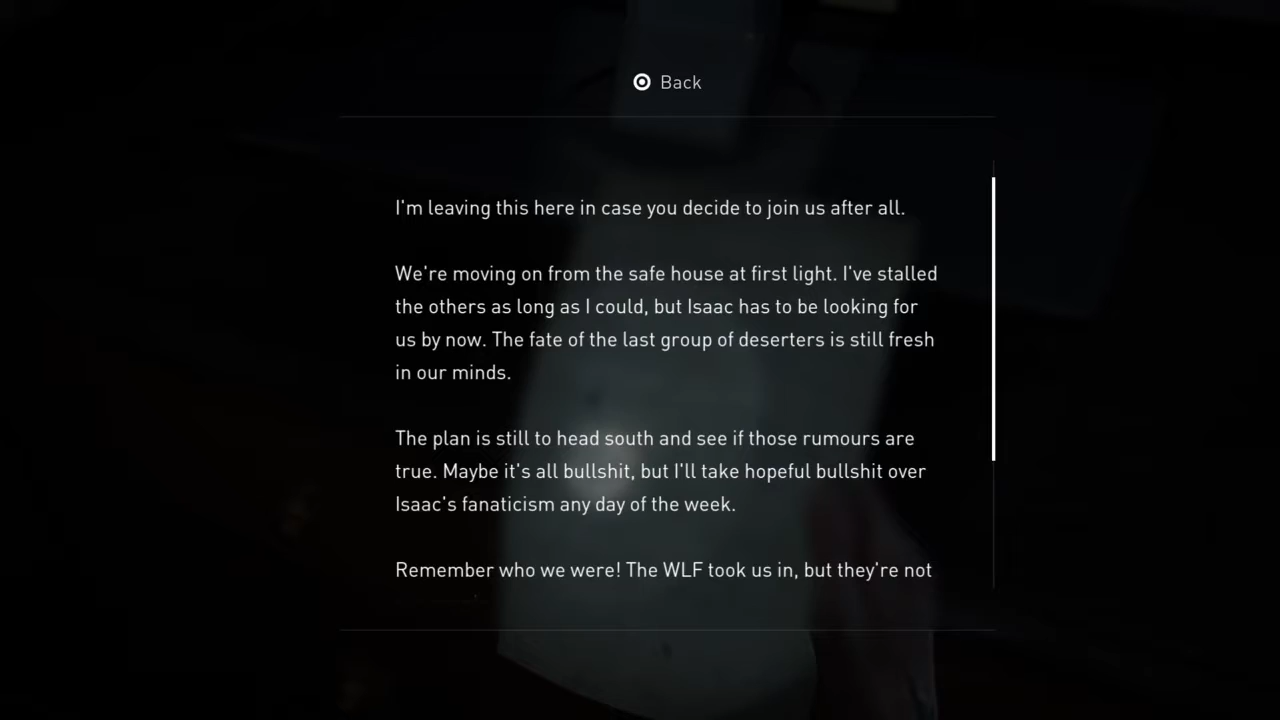 Back
I'm leaving this here in case you decide to join us after all.
We're moving on from the safe house at first light. I've stalled
the others as long as I could, but Isaac has to be looking for
us by now. The fate of the last group of deserters is still fresh
in our minds.
The plan is still to head south and see if those rumours are
true. Maybe it's all bullshit, but I'll take hopeful bullshit over
Isaac's fanaticism any day of the week.
Remember who we were! The WLF took us in, but they're not